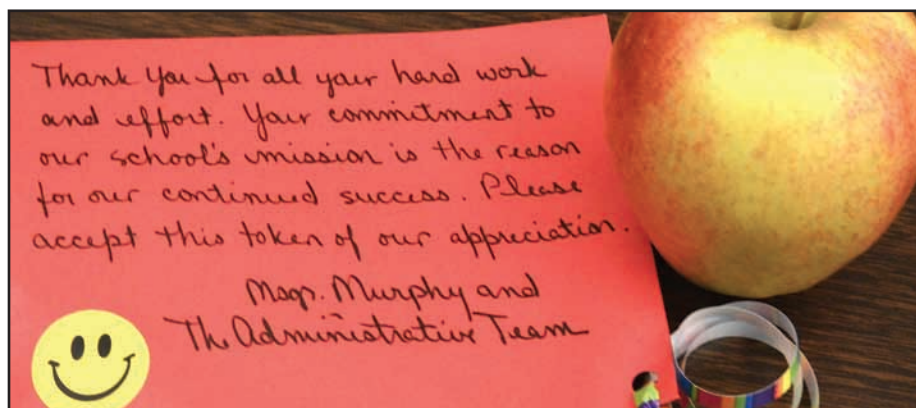 Thank you for all your hard work
and effort. Your commitment to
our school's mission is the reason
for our continued success. Please
accept this token of our appreciation.
Msgr. Murphy and
The Administrative Team